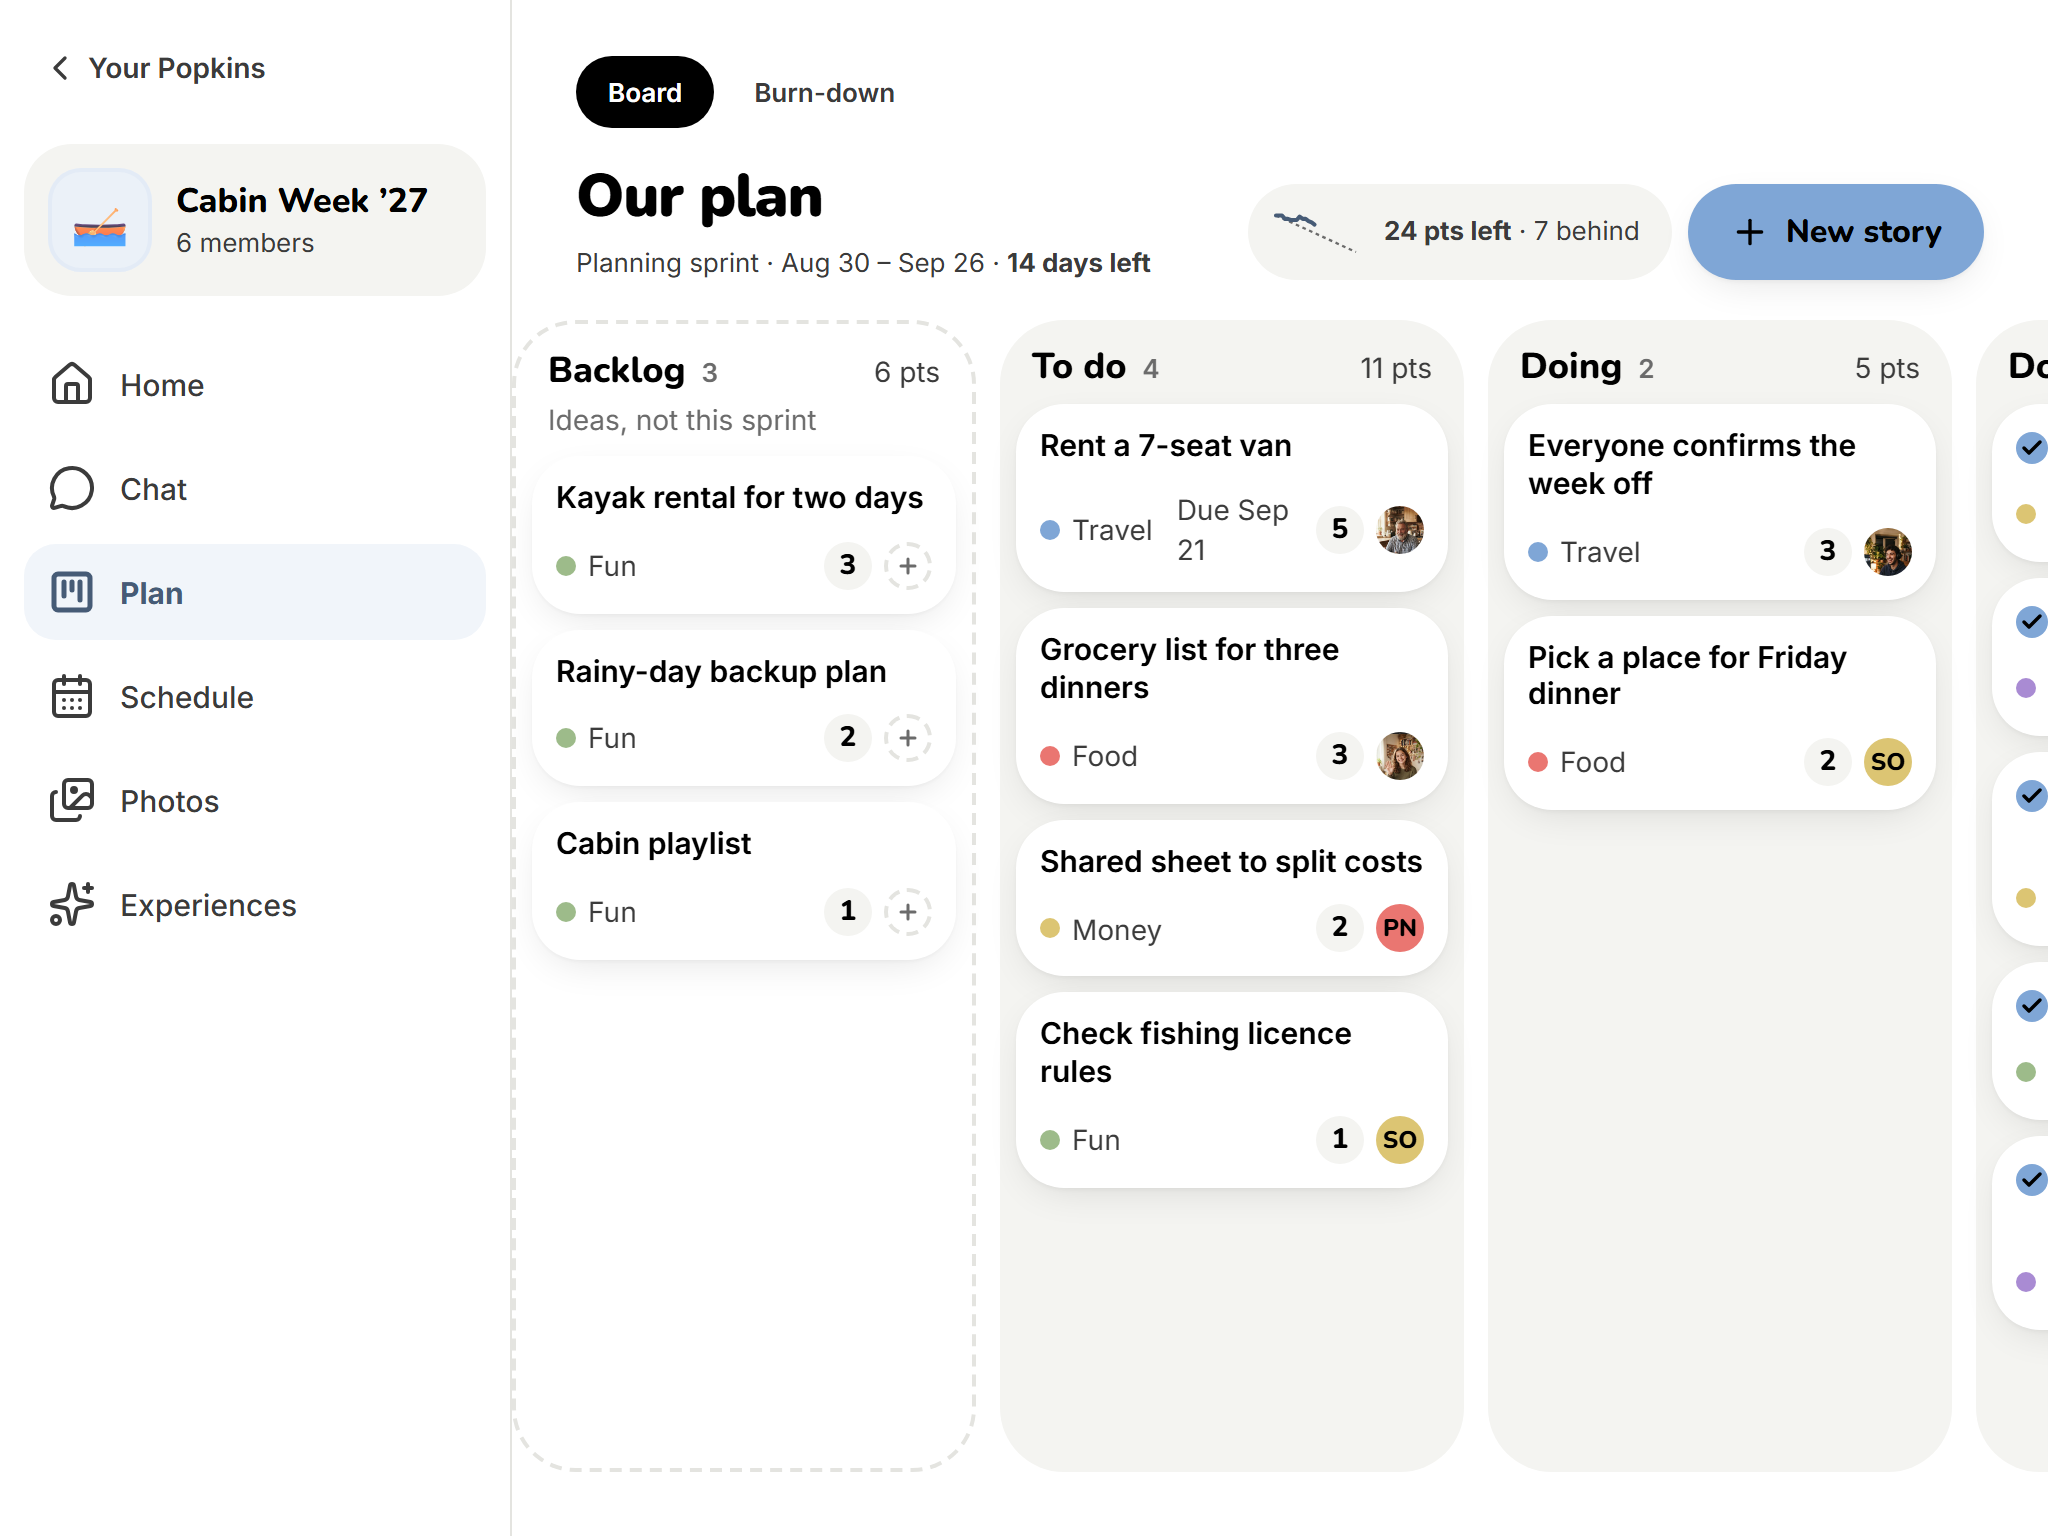 Your Popkins
Cabin Week ’27
6 members
Home
Chat
Plan
Schedule
Photos
Experiences
Board
Burn-down
Our plan
Planning sprint · Aug 30 – Sep 26 · 14 days left
24 pts left · 7 behind
New story
Backlog 3 6 pts
Ideas, not this sprint
Kayak rental for two days
Fun 3
Rainy-day backup plan
Fun 2
Cabin playlist
Fun 1
To do 4 11 pts
Rent a 7-seat van
Travel Due Sep 21 5
Grocery list for three
dinners
Food 3
Shared sheet to split costs
Money 2 PN
Check fishing licence
rules
Fun 1 SO
Doing 2 5 pts
Everyone confirms the
week off
Travel 3
Pick a place for Friday
dinner
Food 2 SO